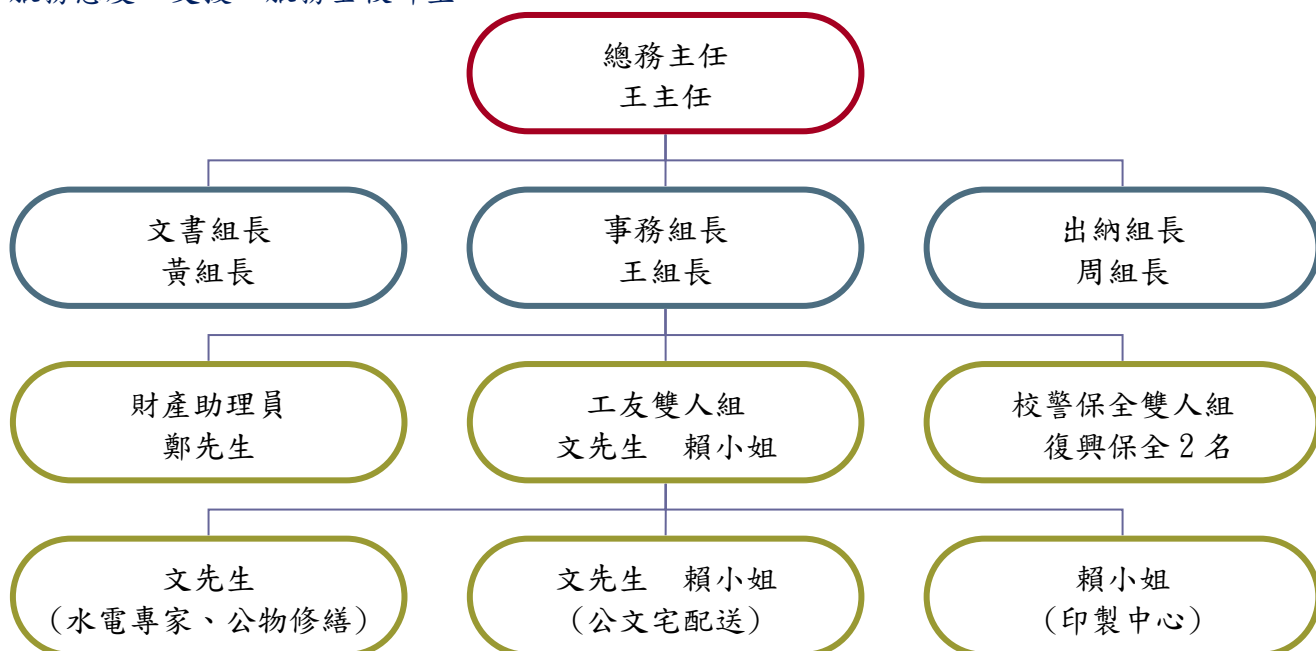 總務主任
王主任
文書組長
黃組長
事務組長
王組長
出納組長
周組長
財產助理員
鄭先生
工友雙人組
文先生　賴小姐
校警保全雙人組
復興保全 2 名
文先生
（水電專家、公物修繕）
文先生　賴小姐
（公文宅配送）
賴小姐
（印製中心）